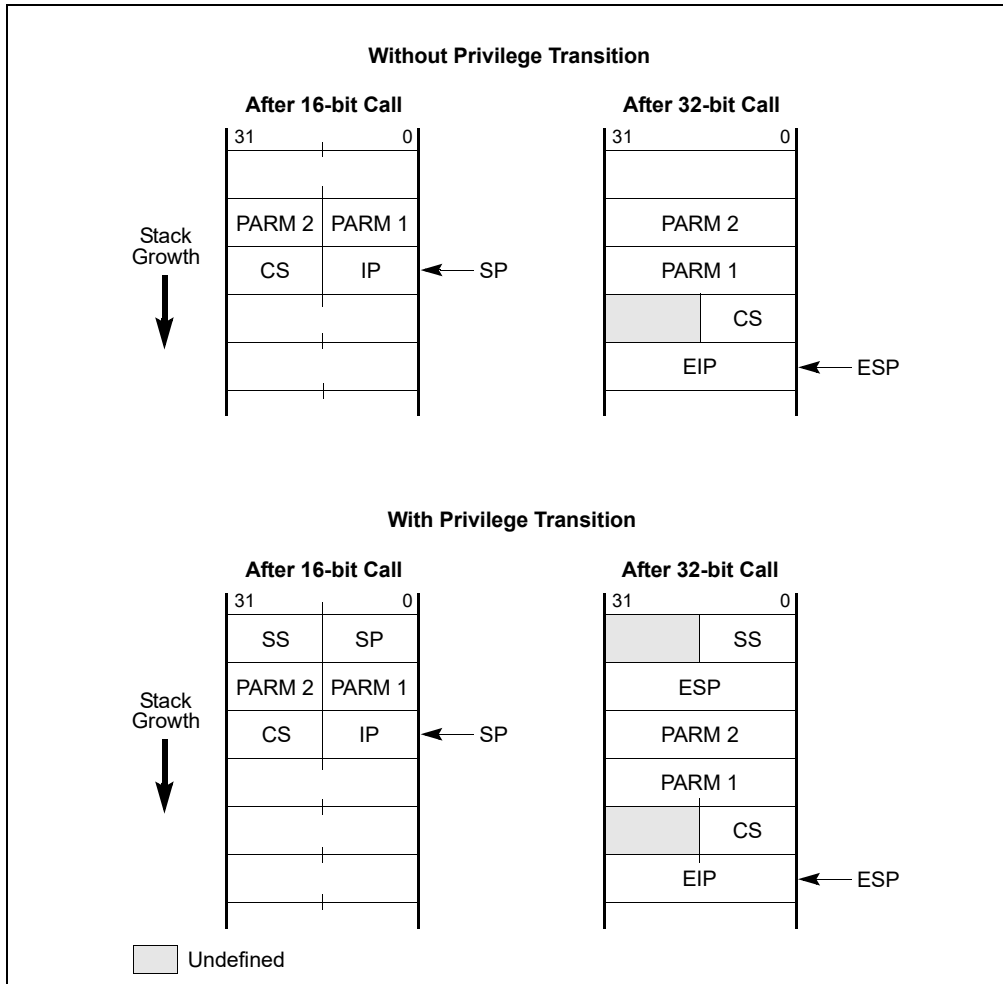 Without Privilege Transition
After 16-bit Call
After 32-bit Call
31 0
31 0
PARM 2 PARM 1
PARM 2
Stack
Growth
CS IP
SP
PARM 1
CS
EIP
ESP
With Privilege Transition
After 16-bit Call
After 32-bit Call
31 0
31 0
SS SP
SS
PARM 2 PARM 1
ESP
Stack
Growth
CS IP
SP
PARM 2
PARM 1
CS
EIP
ESP
Undefined